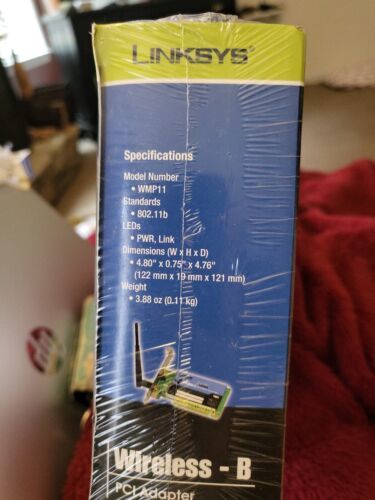 LINKSYS®
Specifications
Model Number
• WMP11
Standards
• 802.11b
LEDs
• PWR, Link
Dimensions (W x H x D)
• 4.80" x 0.75" x 4.76"
(122 mm x 19 mm x 121 mm)
Weight
• 3.88 oz (0.11 kg)
Wireless - B
PCI Adapter
hp